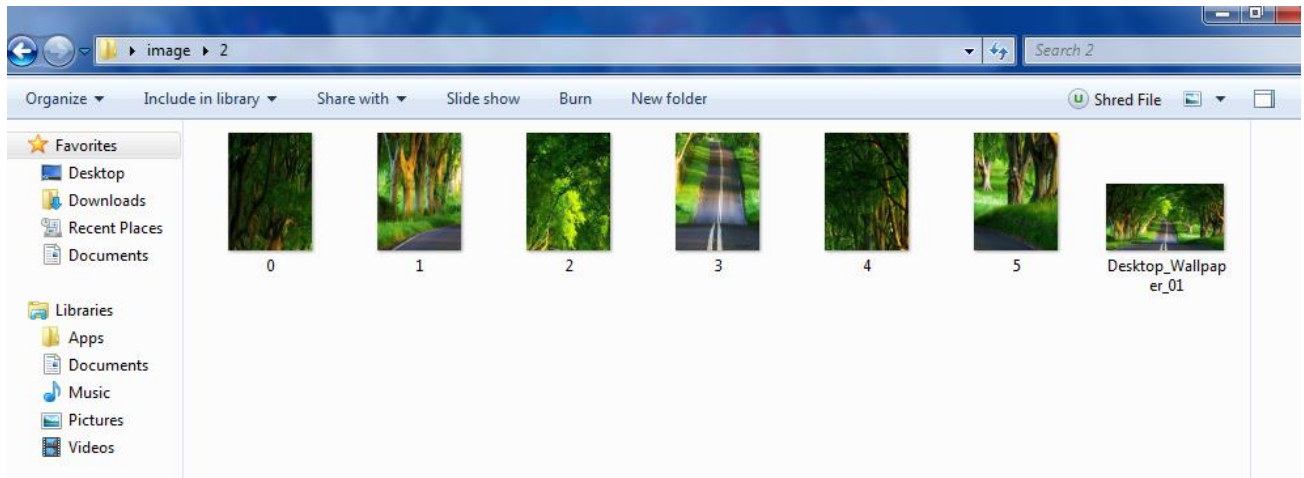 image 2
Search 2
Organize Include in library Share with Slide show Burn New folder U Shred File
Favorites
Desktop
Downloads
Recent Places
Documents
Libraries
Apps
Documents
Music
Pictures
Videos
0 1 2 3 4 5 Desktop_Wallpap
er_01